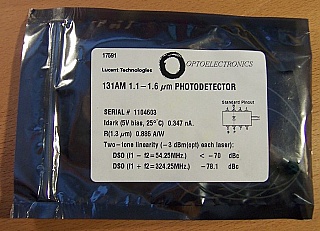 17591
Lucent Technologies
OPTOELECTRONICS
131AM 1.1-1.6 µm PHOTODETECTOR
Standard Pinout
SERIAL # 1104603
Idark (5V bias, 25° C) 0.347 nA.
R(1.3 µm) 0.885 A/W
Two-tone linearity (- 3 dBm(opt) each laser):
DSO (f1 - f2=54.25MHz) < -70 dBc
DSO (f1 + f2=324.25MHz) -78.1 dBc